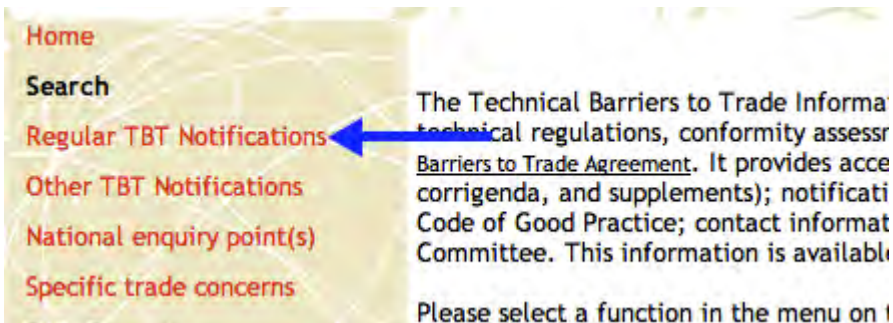 Home
Search
Regular TBT Notifications
Other TBT Notifications
National enquiry point(s)
Specific trade concerns
The Technical Barriers to Trade
technical regulations, conformity
Barriers to Trade Agreement. It provides
corrigenda, and supplements);
Code of Good Practice; contact
Committee. This information is
Please select a function in the menu on